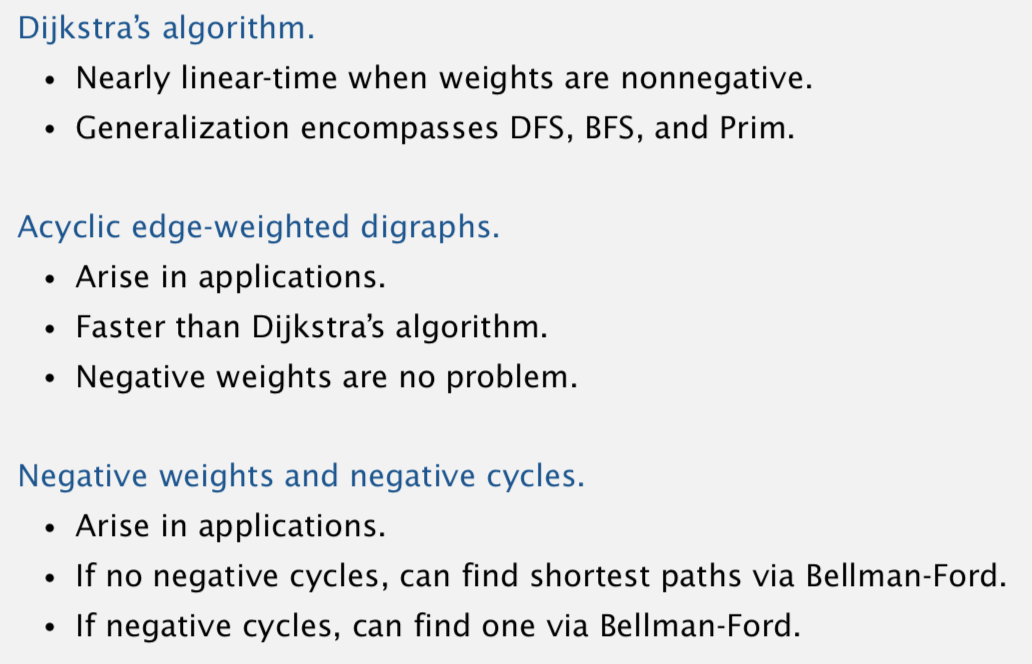 Dijkstra's algorithm.
• Nearly linear-time when weights are nonnegative.
• Generalization encompasses DFS, BFS, and Prim.
Acyclic edge-weighted digraphs.
• Arise in applications.
• Faster than Dijkstra's algorithm.
• Negative weights are no problem.
Negative weights and negative cycles.
• Arise in applications.
• If no negative cycles, can find shortest paths via Bellman-Ford.
• If negative cycles, can find one via Bellman-Ford.